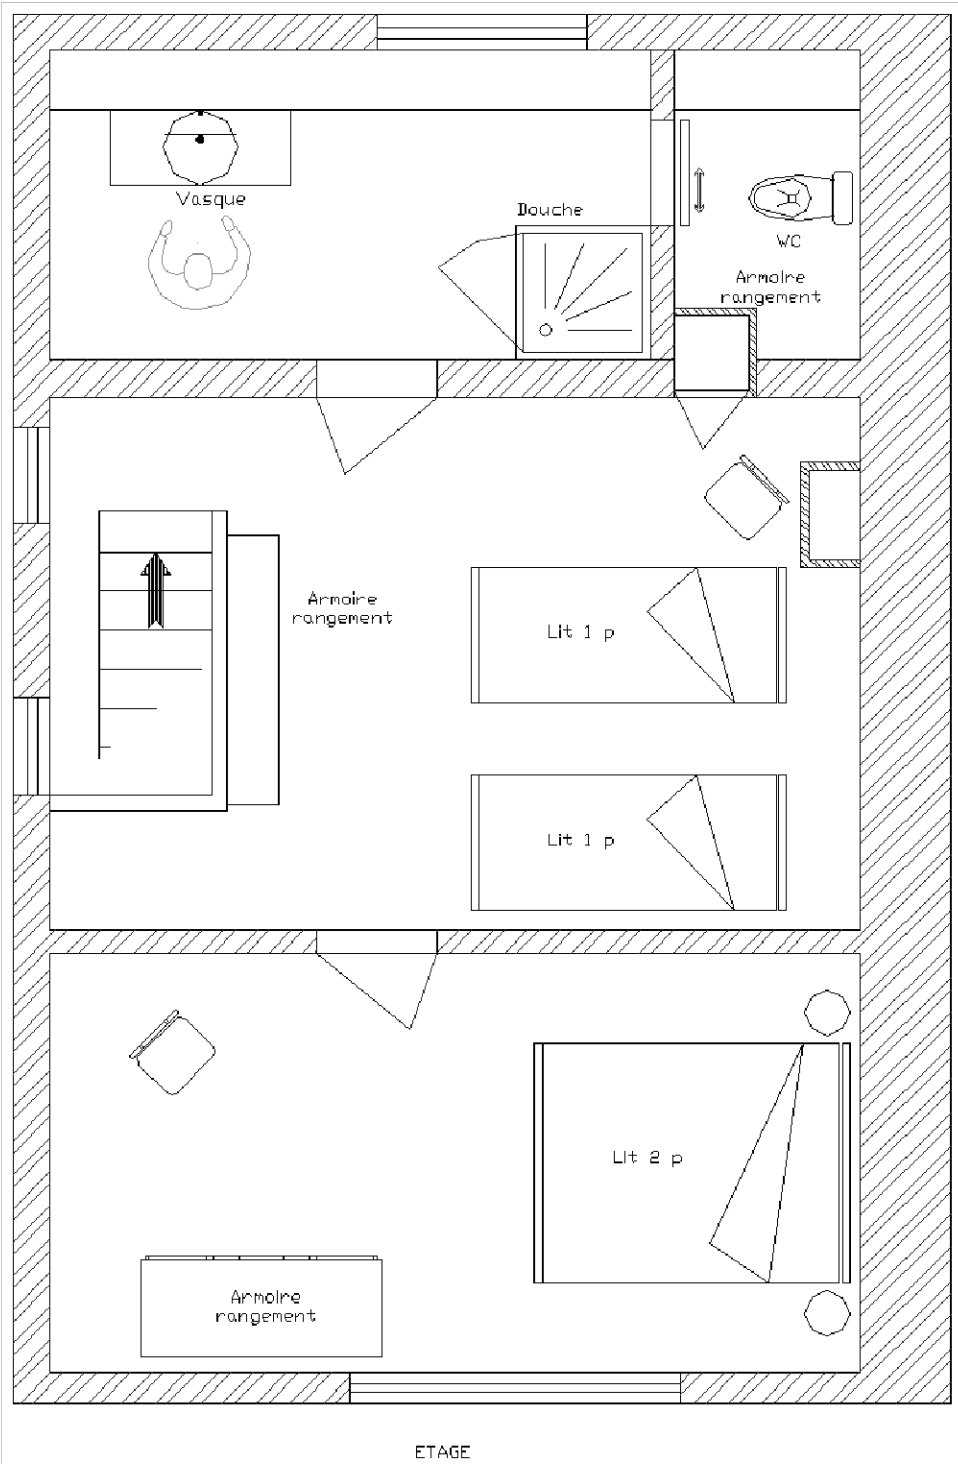 Vasque
Douche
WC
Armoire
rangement
Armoire
rangement
Lit 1 p
Lit 1 p
Lit 2 p
Armoire
rangement
ETAGE